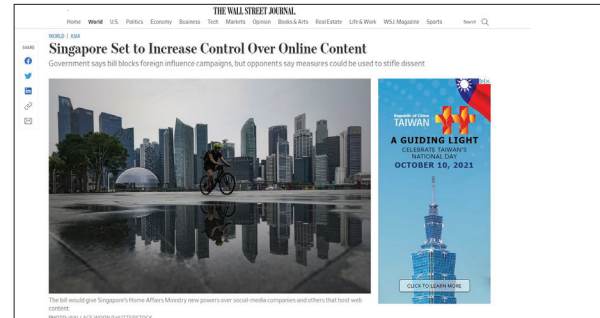 THE WALL STREET JOURNAL.
Home World U.S. Politics Economy Business Tech Markets Opinion Books & Arts Real Estate Life & Work WSJ. Magazine Sports Search
WORLD | ASIA
SHARE
Singapore Set to Increase Control Over Online Content
Government says bill blocks foreign influence campaigns, but opponents say measures could be used to stifle dissent
Republic of China
TAIWAN
A GUIDING LIGHT
CELEBRATE TAIWAN'S
NATIONAL DAY
OCTOBER 10, 2021
CLICK TO LEARN MORE
The bill would give Singapore's Home Affairs Ministry new powers over social-media companies and others that host web
content.
PHOTO: WALLACE WOON/SHUTTERSTOCK